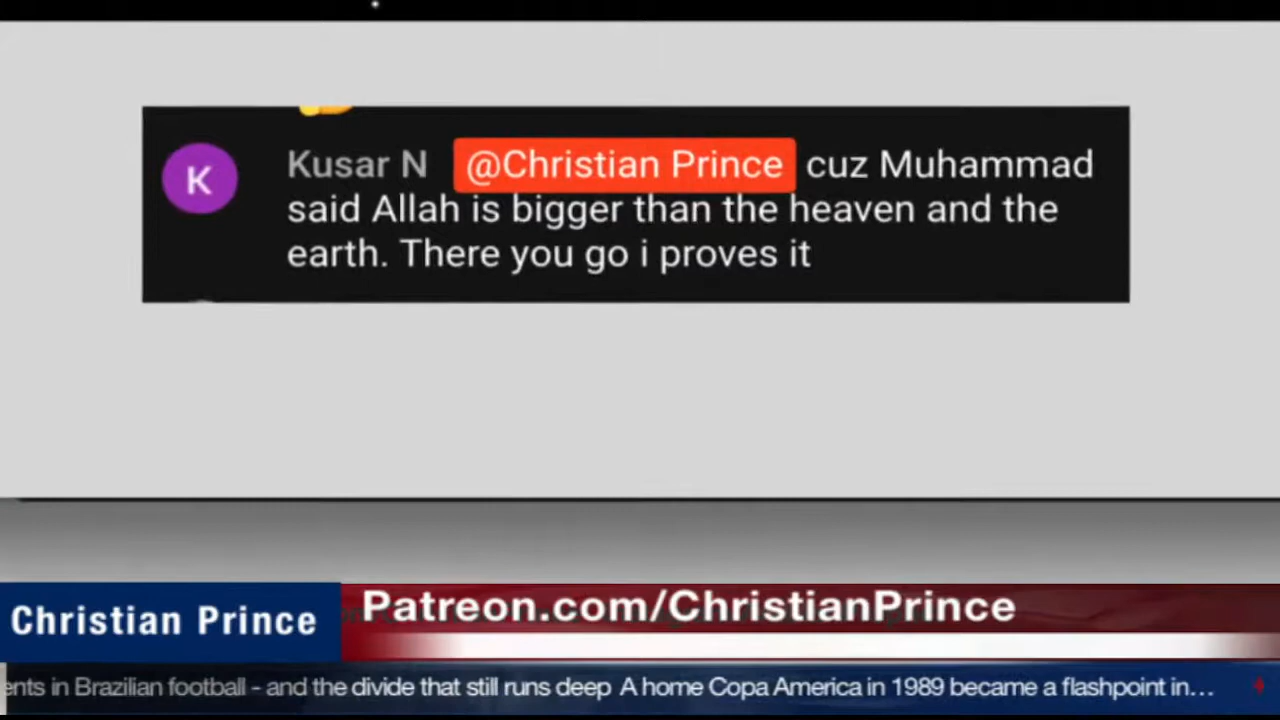 K
Kusar N @Christian Prince cuz Muhammad
said Allah is bigger than the heaven and the
earth. There you go i proves it
Christian Prince
Patreon.com/ChristianPrince
ents in Brazilian football - and the divide that still runs deep A home Copa America in 1989 became a flashpoint in...